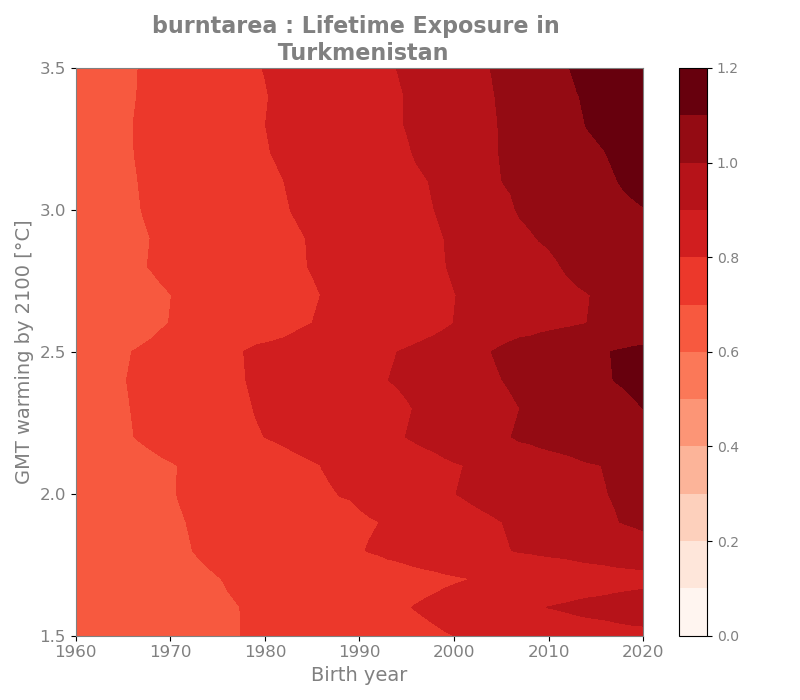 burntarea : Lifetime Exposure in
Turkmenistan
GMT warming by 2100 [°C]
3.5
3.0
2.5
2.0
1.5
1960 1970 1980 1990 2000 2010 2020
Birth year
1.2
1.0
0.8
0.6
0.4
0.2
0.0